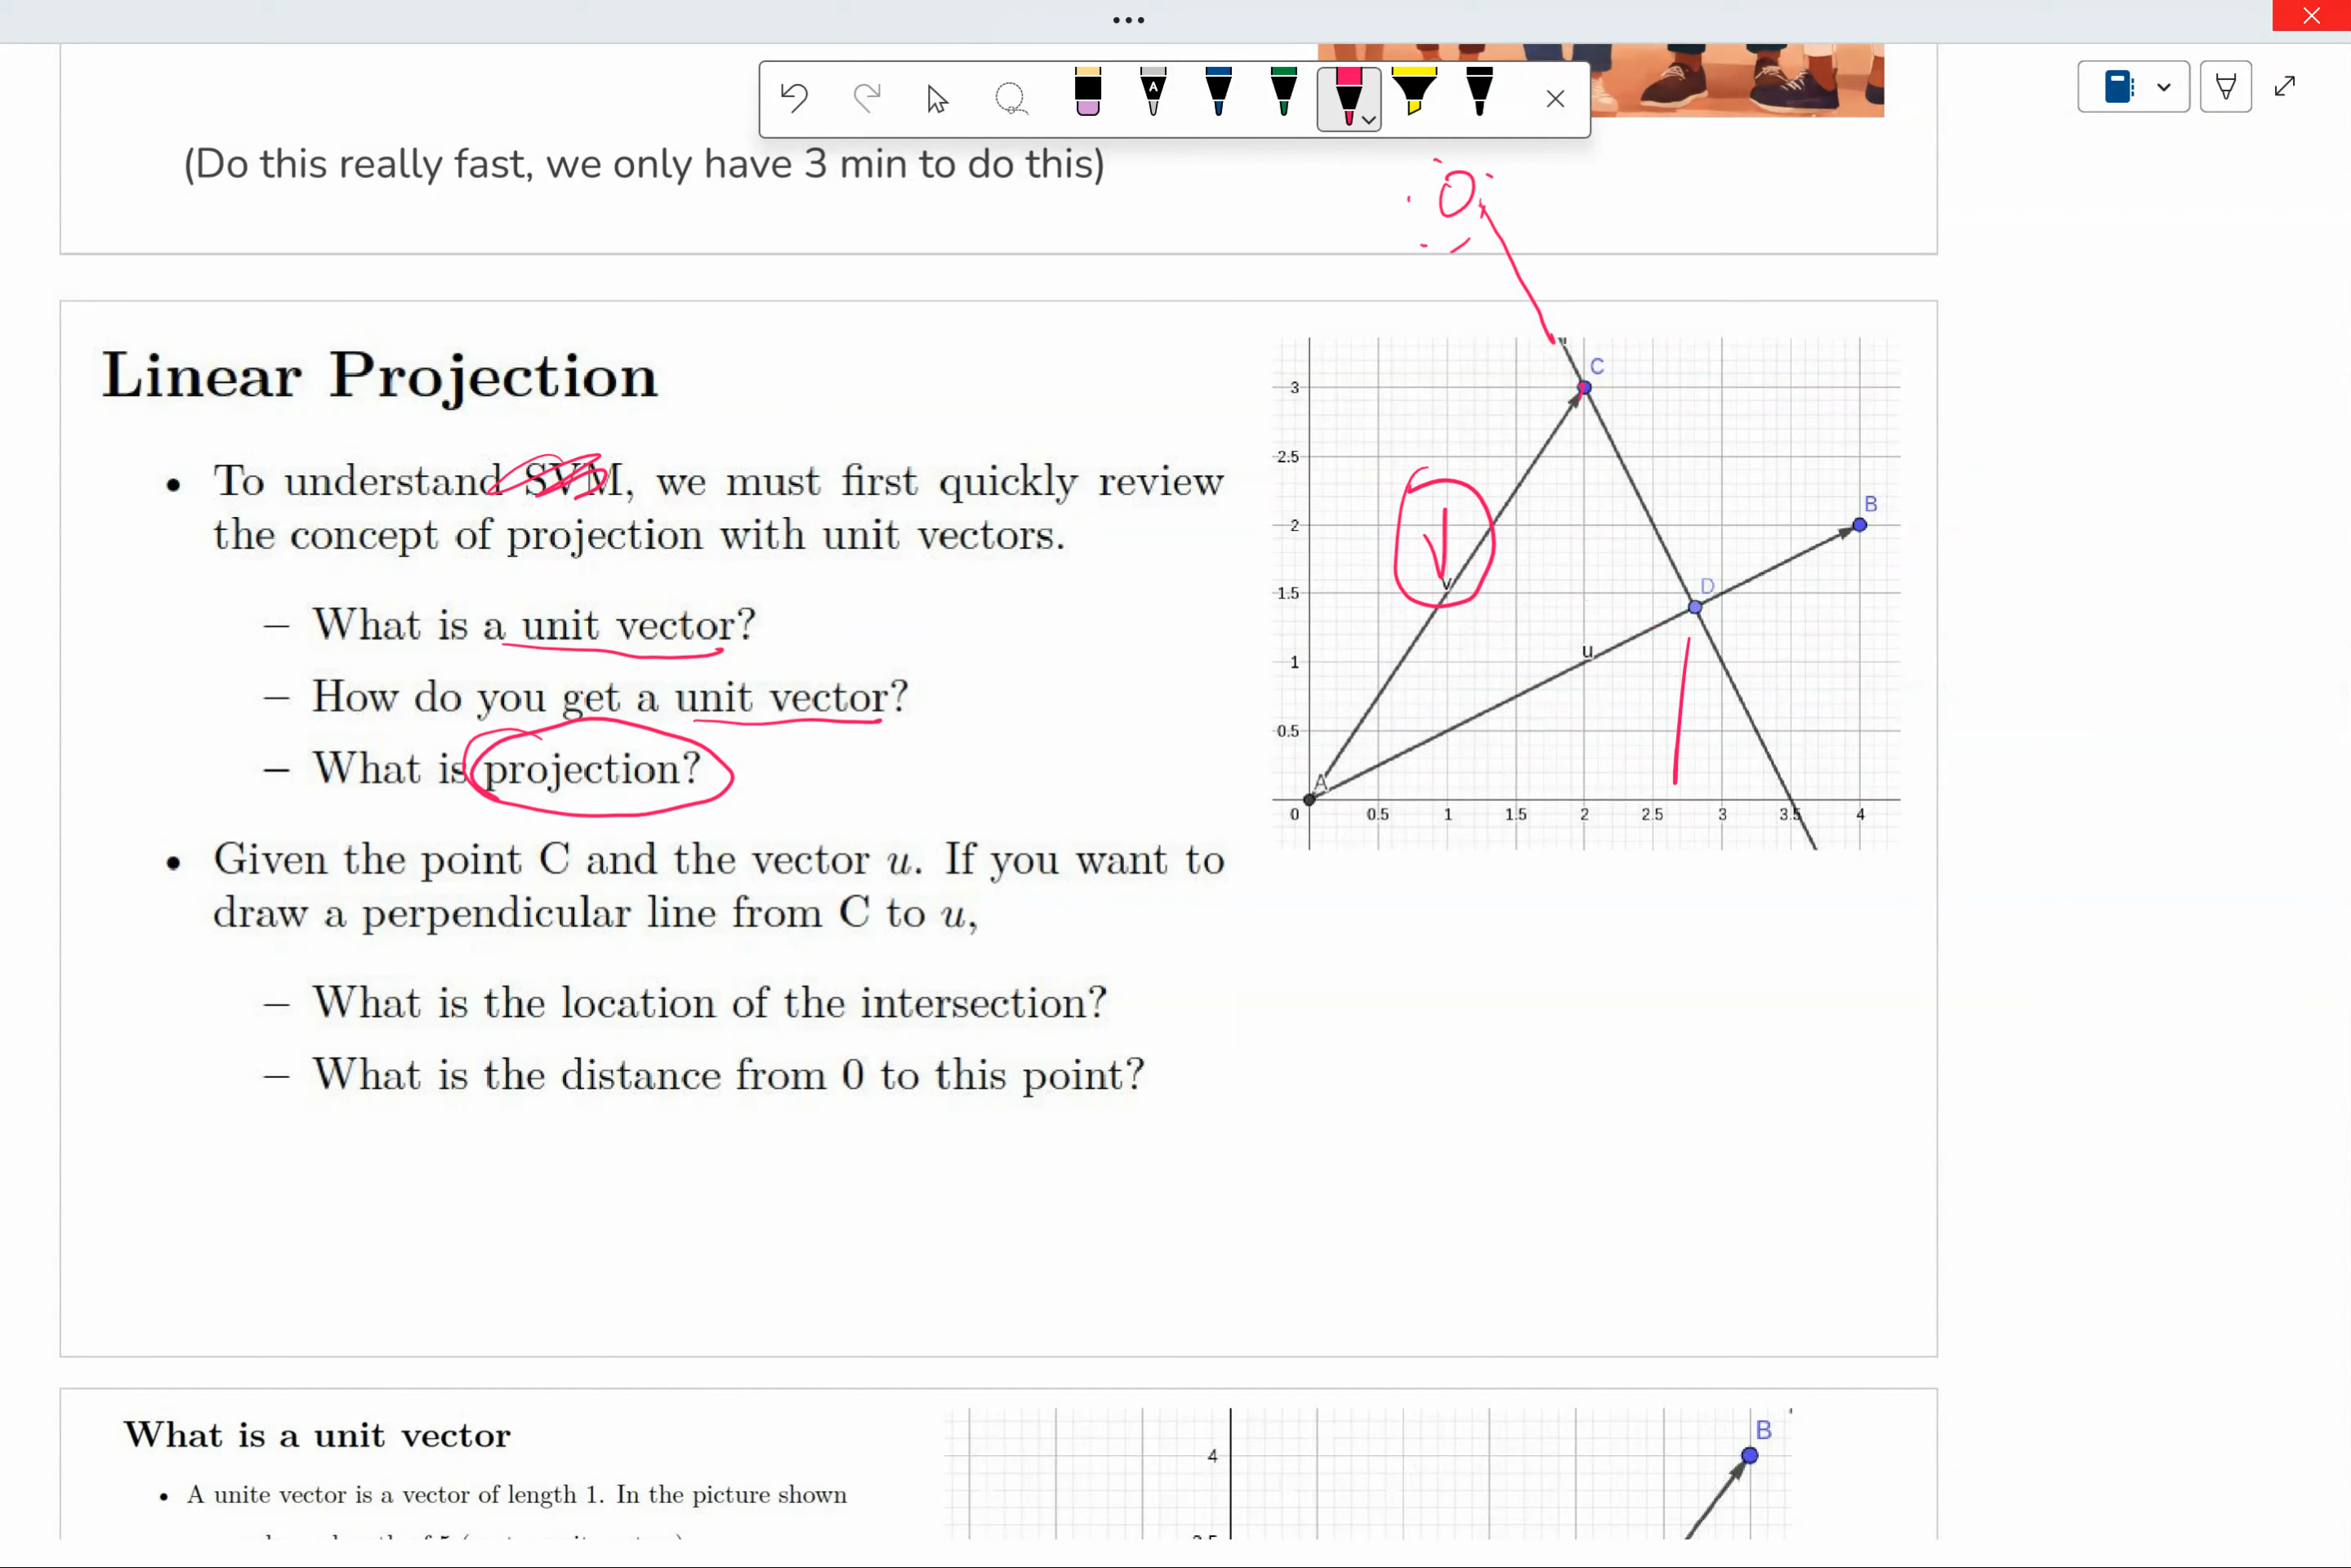 (Do this really fast, we only have 3 min to do this)
Linear Projection
• To understand SVM, we must first quickly review
the concept of projection with unit vectors.
– What is a unit vector?
– How do you get a unit vector?
– What is projection?
• Given the point C and the vector u. If you want to
draw a perpendicular line from C to u,
– What is the location of the intersection?
– What is the distance from 0 to this point?
C
3
2.5
B
2
v
1.5
D
u
1
0.5
A
0 0.5 1 1.5 2 2.5 3 3.5 4
What is a unit vector
• A unite vector is a vector of length 1. In the picture shown
4
B